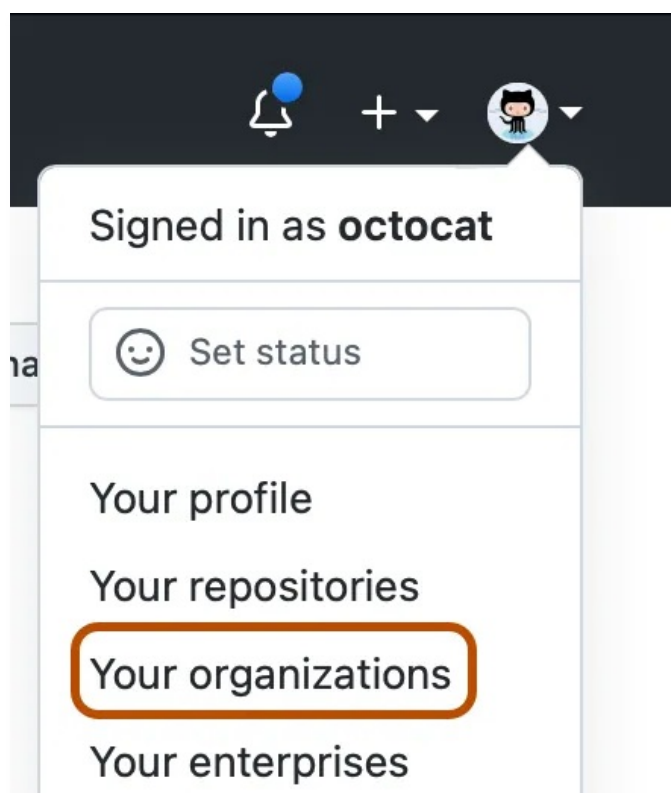 Signed in as octocat
Set status
Your profile
Your repositories
Your organizations
Your enterprises